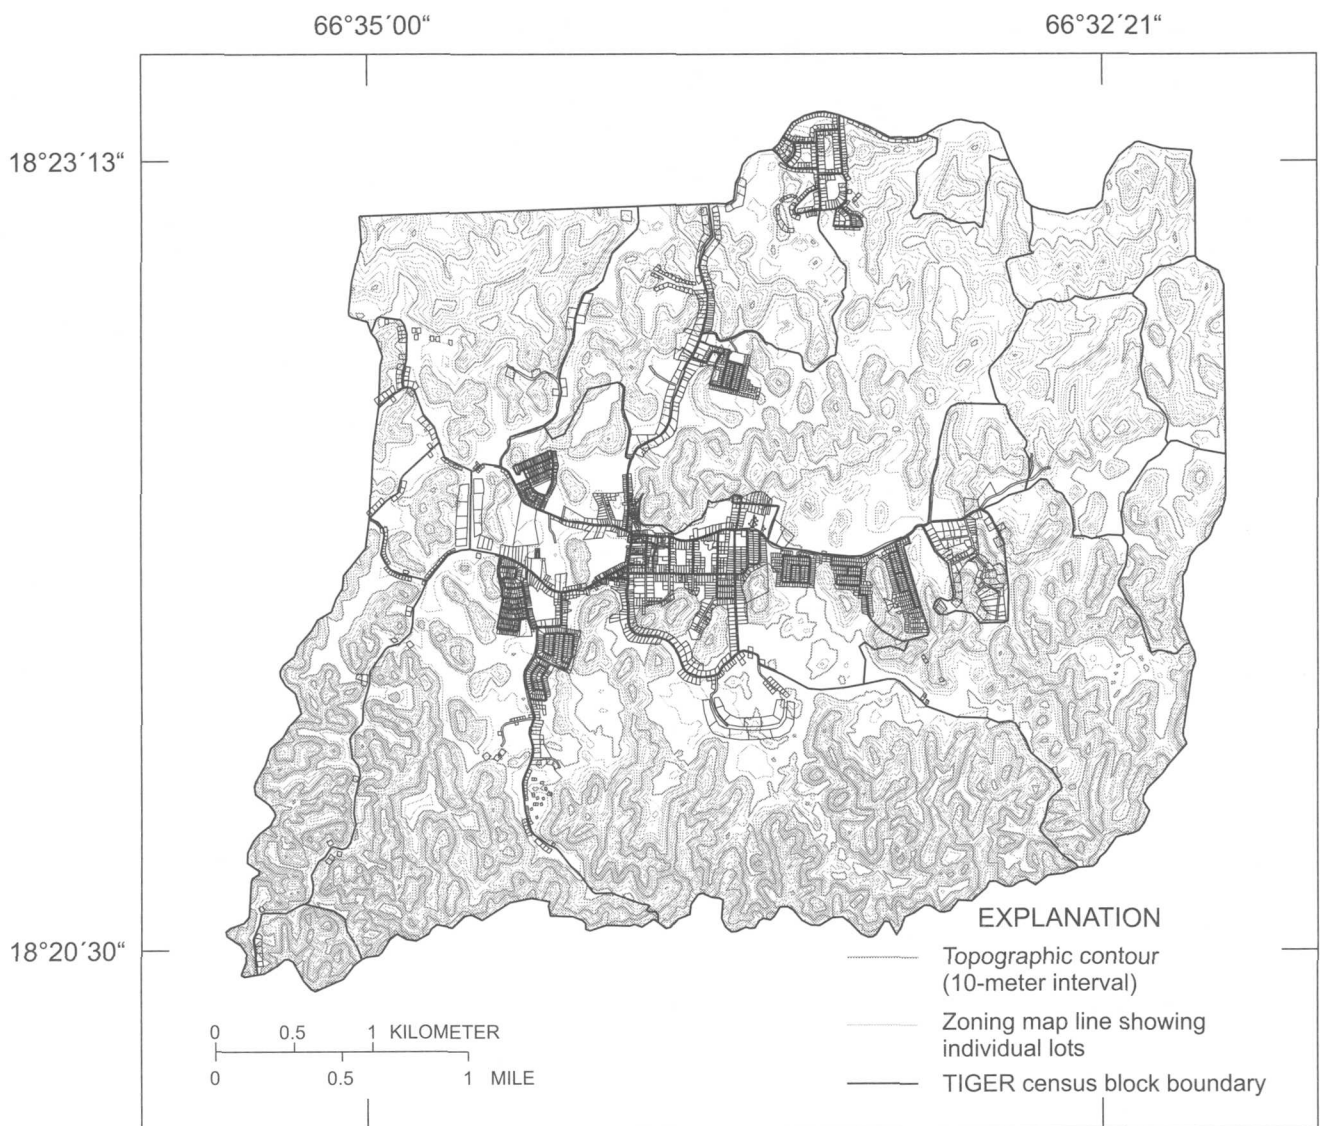 66°35´00“ 66°32´21“
18°23´13“
18°20´30“
EXPLANATION
Topographic contour
(10-meter interval)
Zoning map line showing
individual lots
TIGER census block boundary
0 0.5 1 KILOMETER
0 0.5 1 MILE